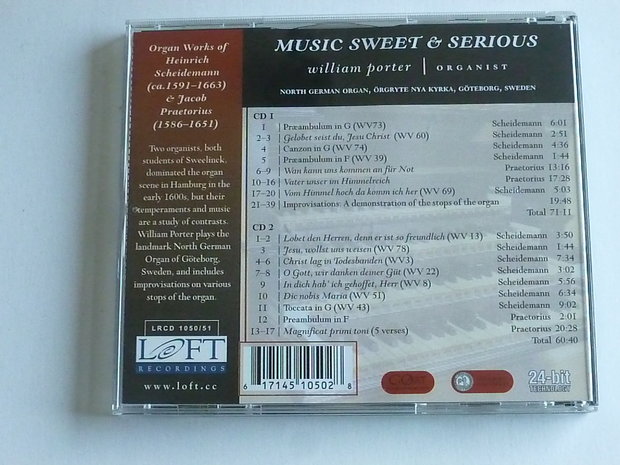 Organ Works of
Heinrich
Scheidemann
(ca.1591–1663)
& Jacob
Praetorius
(1586–1651)
Two organists, both
students of Sweelinck,
dominated the organ
scene in Hamburg in
the early 1600s, but their
temperaments and music
are a study of contrasts.
William Porter plays the
landmark North German
Organ of Göteborg,
Sweden, and includes
improvisations on various
stops of the organ.
LRCD 1050/51
LOFT
RECORDINGS
www.loft.cc
MUSIC SWEET & SERIOUS
william porter | ORGANIST
NORTH GERMAN ORGAN, ÖRGRYTE NYA KYRKA, GÖTEBORG, SWEDEN
CD 1
1 Præambulum in G (WV73) Scheidemann 6:01
2–3 Gelobet seist du, Jesu Christ (WV 60) Scheidemann 2:51
4 Canzon in G (WV 74) Scheidemann 4:36
5 Præambulum in F (WV 39) Scheidemann 1:44
6–9 Was kann uns kommen an für Not Praetorius 13:16
10–16 Vater unser im Himmelreich Praetorius 17:28
17–20 Vom Himmel hoch da komm ich her (WV 69) Scheidemann 5:03
21–39 Improvisations: A demonstration of the stops of the organ 19:48
Total 71:11
CD 2
1–2 Lobet den Herren, denn er ist so freundlich (WV 13) Scheidemann 3:50
3 Jesu, wollst uns weisen (WV 78) Scheidemann 1:44
4–6 Christ lag in Todesbanden (WV3) Scheidemann 7:34
7–8 O Gott, wir danken deiner Güt (WV 22) Scheidemann 3:02
9 In dich hab' ich gehoffet, Herr (WV 8) Scheidemann 5:56
10 Dic nobis Maria (WV 51) Scheidemann 6:34
11 Toccata in G (WV 43) Scheidemann 9:02
12 Preambulum in F Praetorius 2:01
13–17 Magnificat primi toni (5 verses) Praetorius 20:28
Total 60:40
6 17145 10502 8
24-bit
TECHNOLOGY